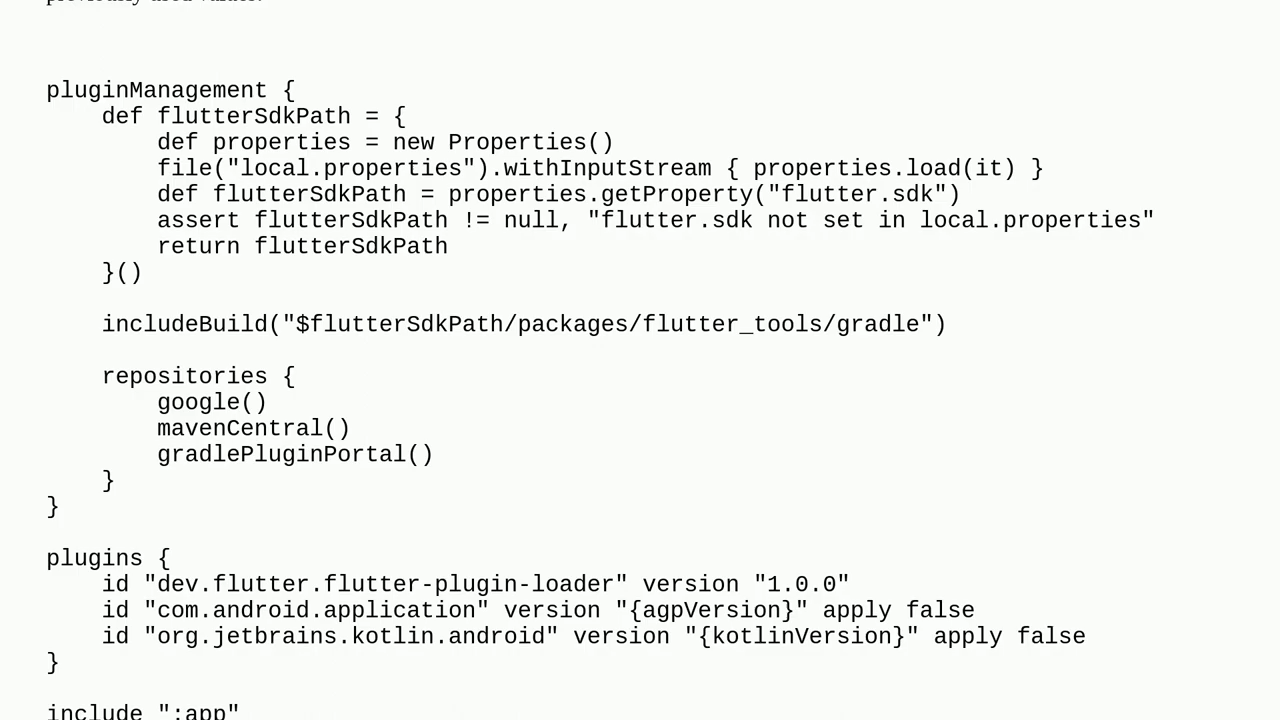 pluginManagement {
    def flutterSdkPath = {
        def properties = new Properties()
        file("local.properties").withInputStream { properties.load(it) }
        def flutterSdkPath = properties.getProperty("flutter.sdk")
        assert flutterSdkPath != null, "flutter.sdk not set in local.properties"
        return flutterSdkPath
    }()

    includeBuild("$flutterSdkPath/packages/flutter_tools/gradle")

    repositories {
        google()
        mavenCentral()
        gradlePluginPortal()
    }
}

plugins {
    id "dev.flutter.flutter-plugin-loader" version "1.0.0"
    id "com.android.application" version "{agpVersion}" apply false
    id "org.jetbrains.kotlin.android" version "{kotlinVersion}" apply false
}

include ":app"